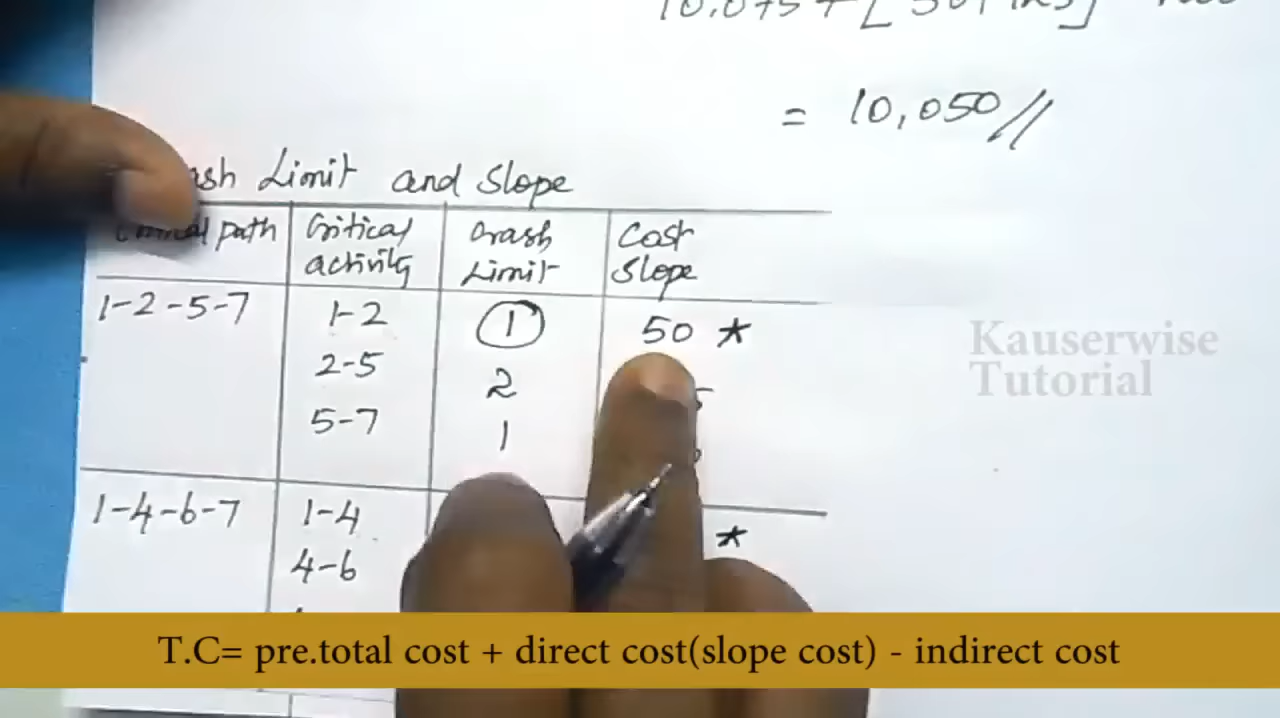 = 10,050//
Limit and Slope
path Critical activity Crash Limit Cost Slope
1-2-5-7 1-2 1 50 *
2-5 2
5-7 1
1-4-6-7 1-4 *
4-6
Kauserwise
Tutorial
T.C= pre.total cost + direct cost(slope cost) - indirect cost